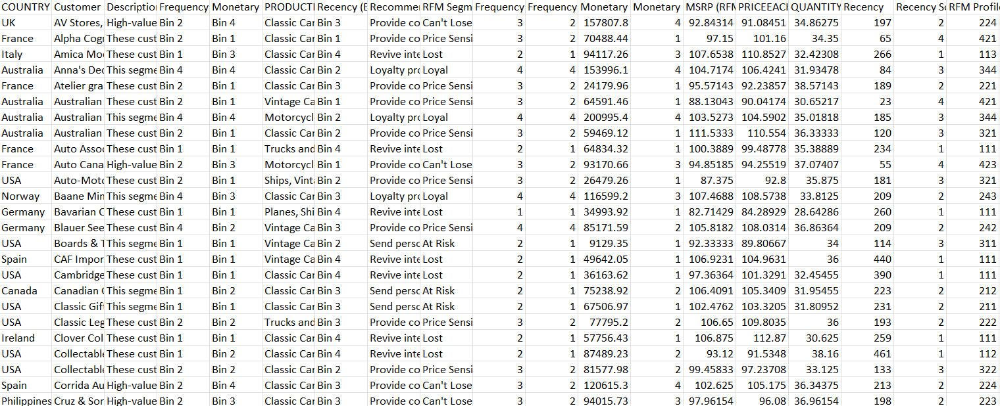 COUNTRY Customer Description Frequency Monetary PRODUCTI Recency (E Recomme RFM Segm Frequency Frequency Monetary Monetary MSRP (RFM PRICEEACH QUANTITY Recency Recency Sc RFM Profile
UK AV Stores, High-value Bin 2 Bin 4 Classic Car Bin 3 Provide co Can't Lose 3 2 157807.8 4 92.84314 91.08451 34.86275 197 2 224
France Alpha Cogn These cust Bin 2 Bin 1 Classic Car Bin 1 Provide co Price Sensi 3 2 70488.44 1 97.15 101.16 34.35 65 4 421
Italy Amica Mod These cust Bin 1 Bin 3 Classic Car Bin 4 Revive inte Lost 2 1 94117.26 3 107.6538 110.8527 32.42308 266 1 113
Australia Anna's Dec This segme Bin 4 Bin 4 Classic Car Bin 2 Loyalty pro Loyal 4 4 153996.1 4 104.7174 106.4241 31.93478 84 3 344
France Atelier gra These cust Bin 2 Bin 1 Classic Car Bin 3 Provide co Price Sensi 3 2 24179.96 1 95.57143 92.23857 38.57143 189 2 221
Australia Australian These cust Bin 2 Bin 1 Vintage Ca Bin 1 Provide co Price Sensi 3 2 64591.46 1 88.13043 90.04174 30.65217 23 4 421
Australia Australian This segme Bin 4 Bin 4 Motorcycl Bin 2 Loyalty pro Loyal 4 4 200995.4 4 103.5273 104.5902 35.01818 185 3 344
Australia Australian These cust Bin 2 Bin 1 Classic Car Bin 2 Provide co Price Sensi 3 2 59469.12 1 111.5333 110.554 36.33333 120 3 321
France Auto Assoc These cust Bin 1 Bin 1 Trucks and Bin 4 Revive inte Lost 2 1 64834.32 1 100.3889 99.48778 35.38889 234 1 111
France Auto Cana High-value Bin 2 Bin 3 Motorcycl Bin 1 Provide co Can't Lose 3 2 93170.66 3 94.85185 94.25519 37.07407 55 4 423
USA Auto-Moto These cust Bin 2 Bin 1 Ships, Vinta Bin 2 Provide co Price Sensi 3 2 26479.26 1 87.375 92.8 35.875 181 3 321
Norway Baane Min This segme Bin 4 Bin 3 Classic Car Bin 3 Loyalty pro Loyal 4 4 116599.2 3 107.4688 108.5738 33.8125 209 2 243
Germany Bavarian C These cust Bin 1 Bin 1 Planes, Shi Bin 4 Revive inte Lost 1 1 34993.92 1 82.71429 84.28929 28.64286 260 1 111
Germany Blauer See These cust Bin 4 Bin 2 Vintage Ca Bin 3 Provide co Price Sensi 4 4 85171.59 2 105.8182 108.0314 36.86364 209 2 242
USA Boards & T This segme Bin 1 Bin 1 Vintage Ca Bin 2 Send perso At Risk 2 1 9129.35 1 92.33333 89.80667 34 114 3 311
Spain CAF Impor These cust Bin 1 Bin 1 Vintage Ca Bin 4 Revive inte Lost 2 1 49642.05 1 106.9231 104.9631 36 440 1 111
USA Cambridge These cust Bin 1 Bin 1 Classic Car Bin 4 Revive inte Lost 2 1 36163.62 1 97.36364 101.3291 32.45455 390 1 111
Canada Canadian G This segme Bin 1 Bin 2 Classic Car Bin 3 Send perso At Risk 2 1 75238.92 2 106.4091 105.3409 31.95455 223 2 212
USA Classic Gif This segme Bin 1 Bin 1 Classic Car Bin 3 Send perso At Risk 2 1 67506.97 1 102.4762 103.3205 31.80952 231 2 211
USA Classic Leg These cust Bin 2 Bin 2 Trucks and Bin 3 Provide co Price Sensi 3 2 77795.2 2 106.65 109.8035 36 193 2 222
Ireland Clover Col These cust Bin 1 Bin 1 Classic Car Bin 4 Revive inte Lost 2 1 57756.43 1 106.875 112.87 30.625 259 1 111
USA Collectabl These cust Bin 1 Bin 2 Classic Car Bin 4 Revive inte Lost 2 1 87489.23 2 93.12 91.5348 38.16 461 1 112
USA Collectabl These cust Bin 2 Bin 2 Classic Car Bin 2 Provide co Price Sensi 3 2 81577.98 2 99.45833 97.23708 33.125 133 3 322
Spain Corrida Au High-value Bin 2 Bin 4 Classic Car Bin 3 Provide co Can't Lose 3 2 120615.3 4 102.625 105.175 36.34375 213 2 224
Philippines Cruz & Son High-value Bin 2 Bin 3 Classic Car Bin 3 Provide co Can't Lose 3 2 94015.73 3 97.96154 96.08 36.96154 198 2 223